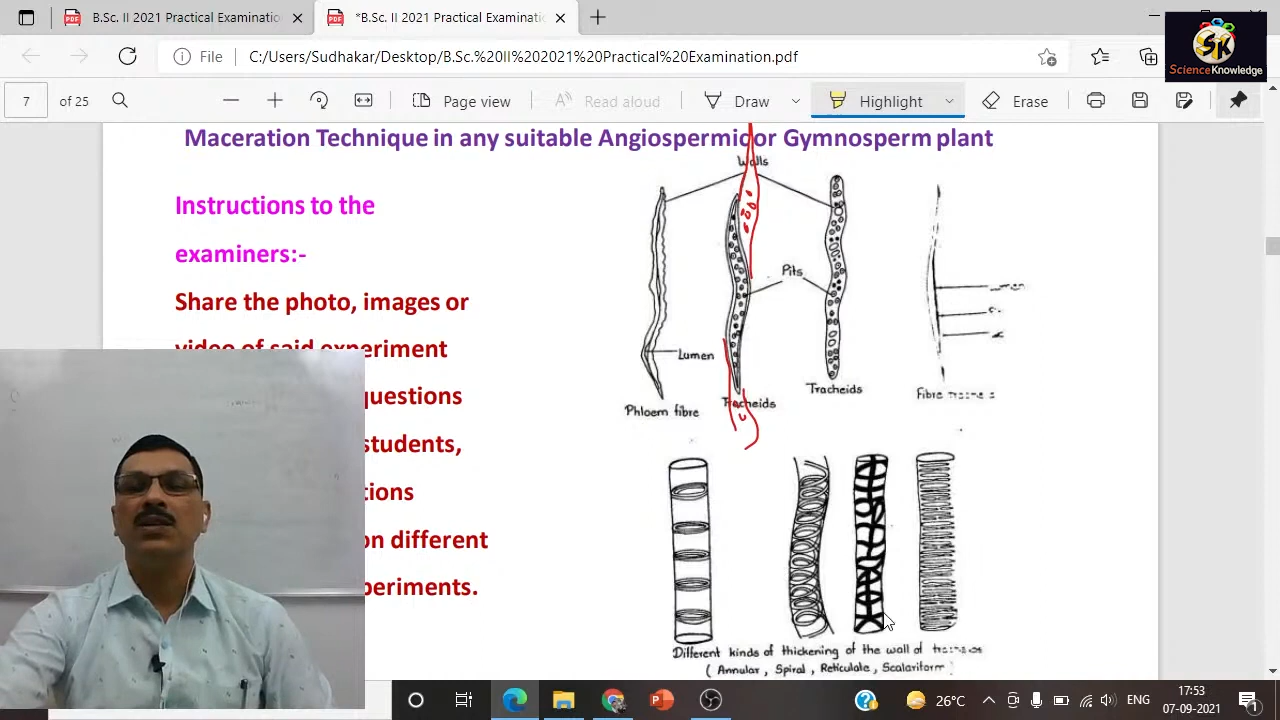 B.Sc. II 2021 Practical Examinatio
*B.Sc. II 2021 Practical Examinati
SK
Science Knowledge
File
C:/Users/Sudhakar/Desktop/B.Sc.%20II%202021%20Practical%20Examination.pdf
7 of 25
Page view
Read aloud
Draw
Highlight
Erase
Maceration Technique in any suitable Angiospermic or Gymnosperm plant
Instructions to the
examiners:-
Share the photo, images or
video of said experiment
questions
students,
tions
on different
periments.
Walls
Pits
Lumen
Phloem fibre
Tracheids
Tracheids
Fibre
Different kinds of thickening of the wall of
( Annular, Spiral, Reticulate, Scalariform )
26°C
ENG
17:53
07-09-2021
1